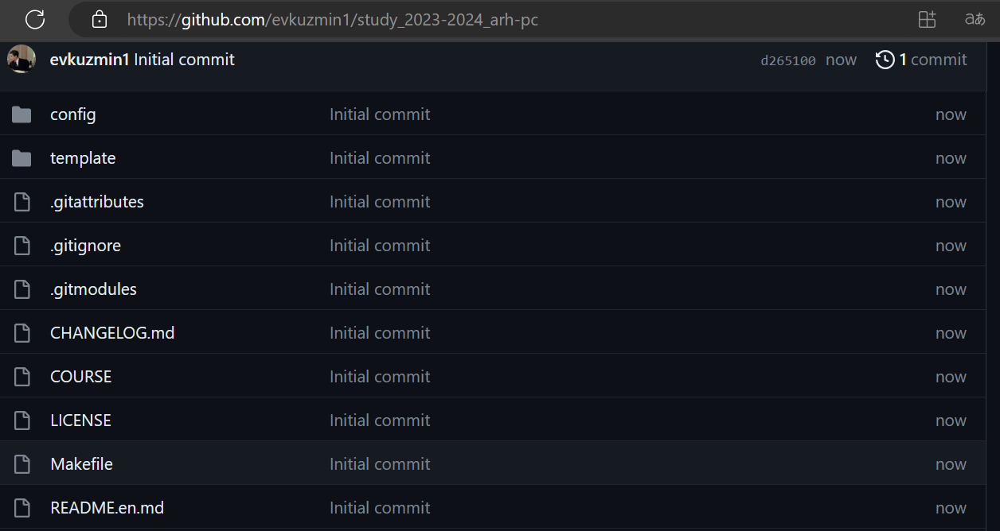 https://github.com/evkuzmin1/study_2023-2024_arh-pc aあ
evkuzmin1 Initial commit d265100 now 1 commit
config Initial commit now
template Initial commit now
.gitattributes Initial commit now
.gitignore Initial commit now
.gitmodules Initial commit now
CHANGELOG.md Initial commit now
COURSE Initial commit now
LICENSE Initial commit now
Makefile Initial commit now
README.en.md Initial commit now